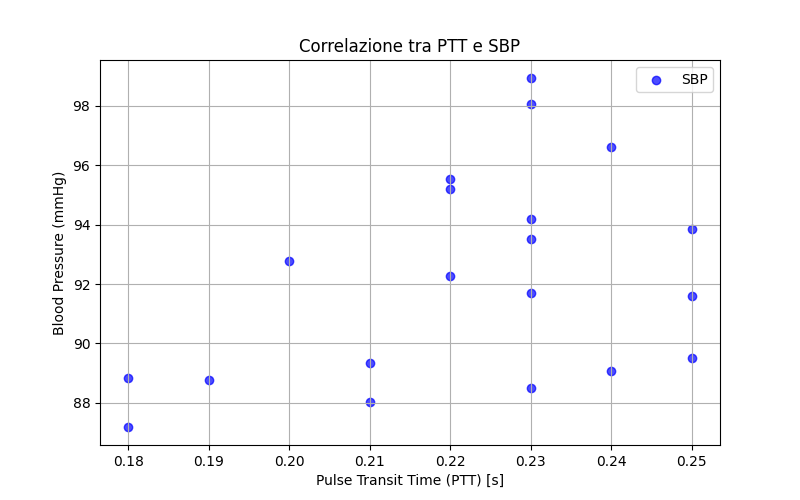 Correlazione tra PTT e SBP
SBP
Blood Pressure (mmHg)
98
96
94
92
90
88
0.18 0.19 0.20 0.21 0.22 0.23 0.24 0.25
Pulse Transit Time (PTT) [s]